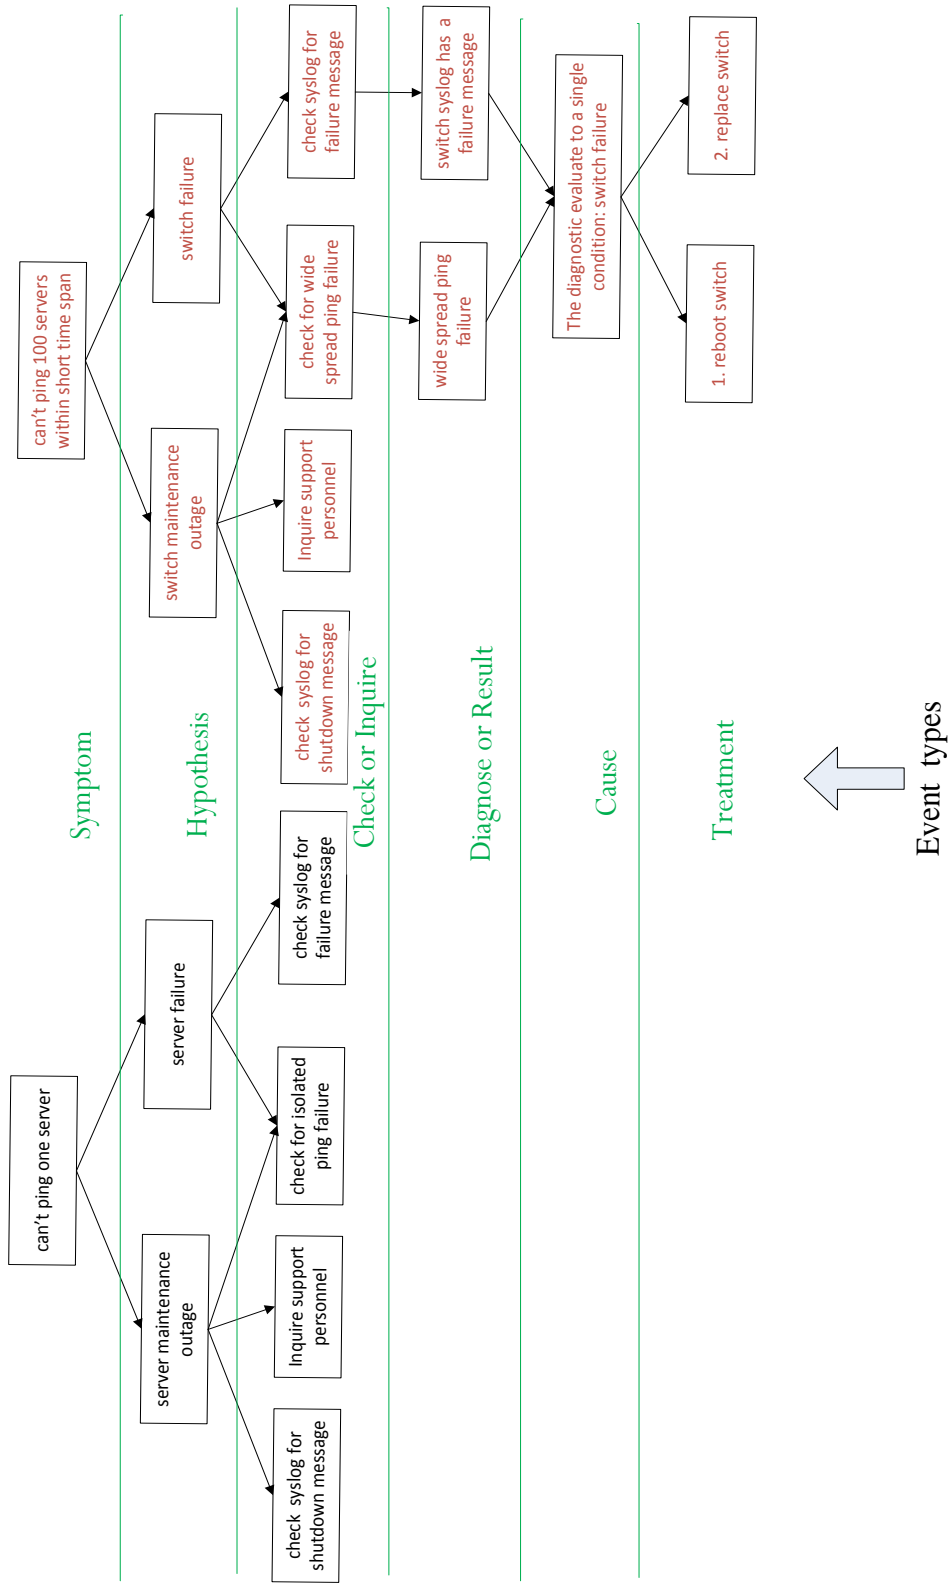 can't ping one server
can't ping 100 servers
within short time span
Symptom
server maintenance
outage
server failure
Hypothesis
switch maintenance
outage
switch failure
check  syslog for
shutdown message
Inquire support
personnel
check for isolated
ping failure
check syslog for
failure message
check  syslog for
shutdown message
Inquire support
personnel
check for wide
spread ping failure
check syslog for
failure message
Check or Inquire
Diagnose or Result
wide spread ping
failure
switch syslog has  a
failure message
Cause
The diagnostic evaluate to a single
condition: switch failure
Treatment
1. reboot switch
2. replace switch
Event  types